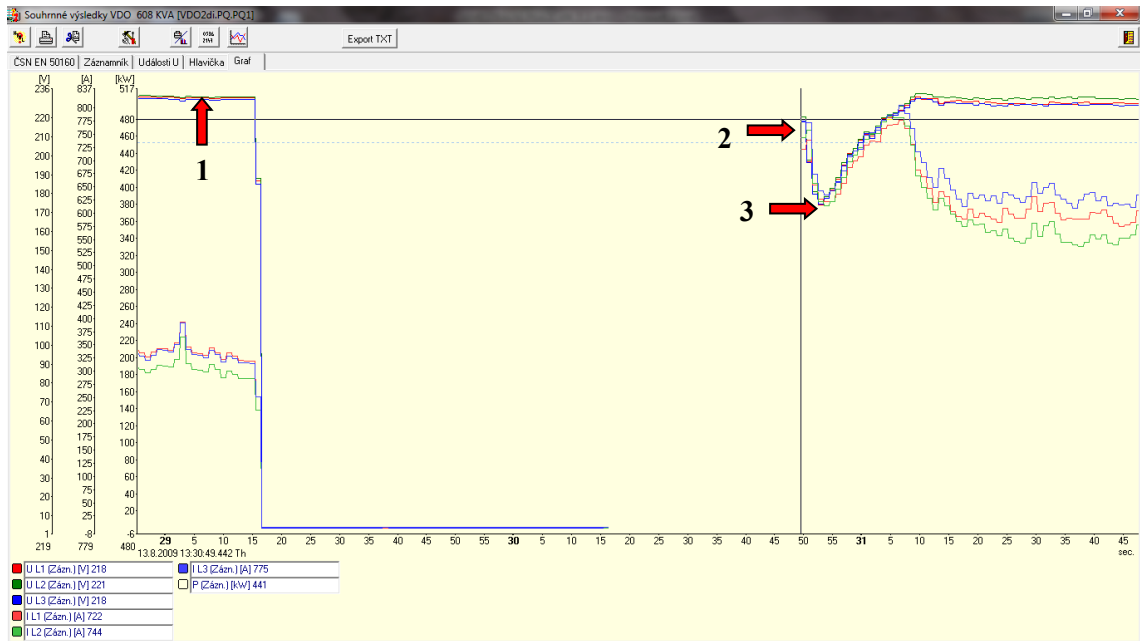 Souhrnné výsledky VDO 608 KVA [VDO2di.PQ.PQ1]
Export TXT
ČSN EN 50160 Záznamník Události U Hlavička Graf
[V] [A] [kW]
236 837 517
220 800 480
210 775 460
200 750 440
190 725 420
180 700 400
170 675 380
160 650 360
150 625 340
140 600 320
130 575 300
120 550 280
110 525 260
100 500 240
90 475 220
80 450 200
70 425 180
60 400 160
50 375 140
40 350 120
30 325 100
20 300 80
10 275 60
1 250 40
225 20
200 -6
175
150
125
100
75
50
25
-8
1
2
3
219 779 480
29 5 10 15 20 25 30 35 40 45 50 55 30 5 10 15 20 25 30 35 40 45 50 55 31 5 10 15 20 25 30 35 40 45
sec.
13.8.2009 13:30:49.442 Th
U L1 (Zázn.) [V] 218
U L2 (Zázn.) [V] 221
U L3 (Zázn.) [V] 218
I L1 (Zázn.) [A] 722
I L2 (Zázn.) [A] 744
I L3 (Zázn.) [A] 775
P (Zázn.) [kW] 441